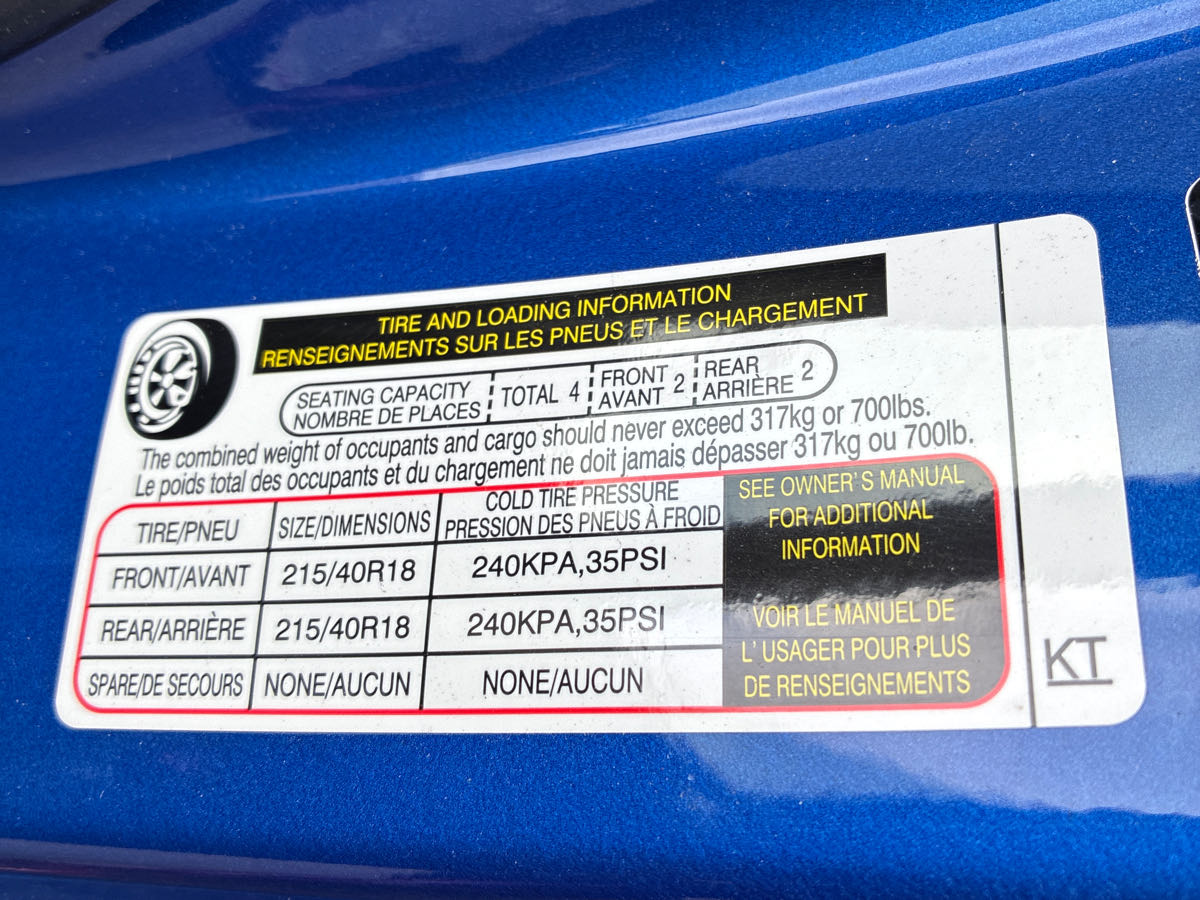 TIRE AND LOADING INFORMATION
RENSEIGNEMENTS SUR LES PNEUS ET LE CHARGEMENT
SEATING CAPACITY
NOMBRE DE PLACES
TOTAL 4
FRONT
AVANT 2
REAR
ARRIÈRE 2
The combined weight of occupants and cargo should never exceed 317kg or 700lbs.
Le poids total des occupants et du chargement ne doit jamais dépasser 317kg ou 700lb.
TIRE/PNEU
SIZE/DIMENSIONS
COLD TIRE PRESSURE
PRESSION DES PNEUS À FROID
FRONT/AVANT
215/40R18
240KPA,35PSI
REAR/ARRIÈRE
215/40R18
240KPA,35PSI
SPARE/DE SECOURS
NONE/AUCUN
NONE/AUCUN
SEE OWNER'S MANUAL
FOR ADDITIONAL
INFORMATION
VOIR LE MANUEL DE
L'USAGER POUR PLUS
DE RENSEIGNEMENTS
KT